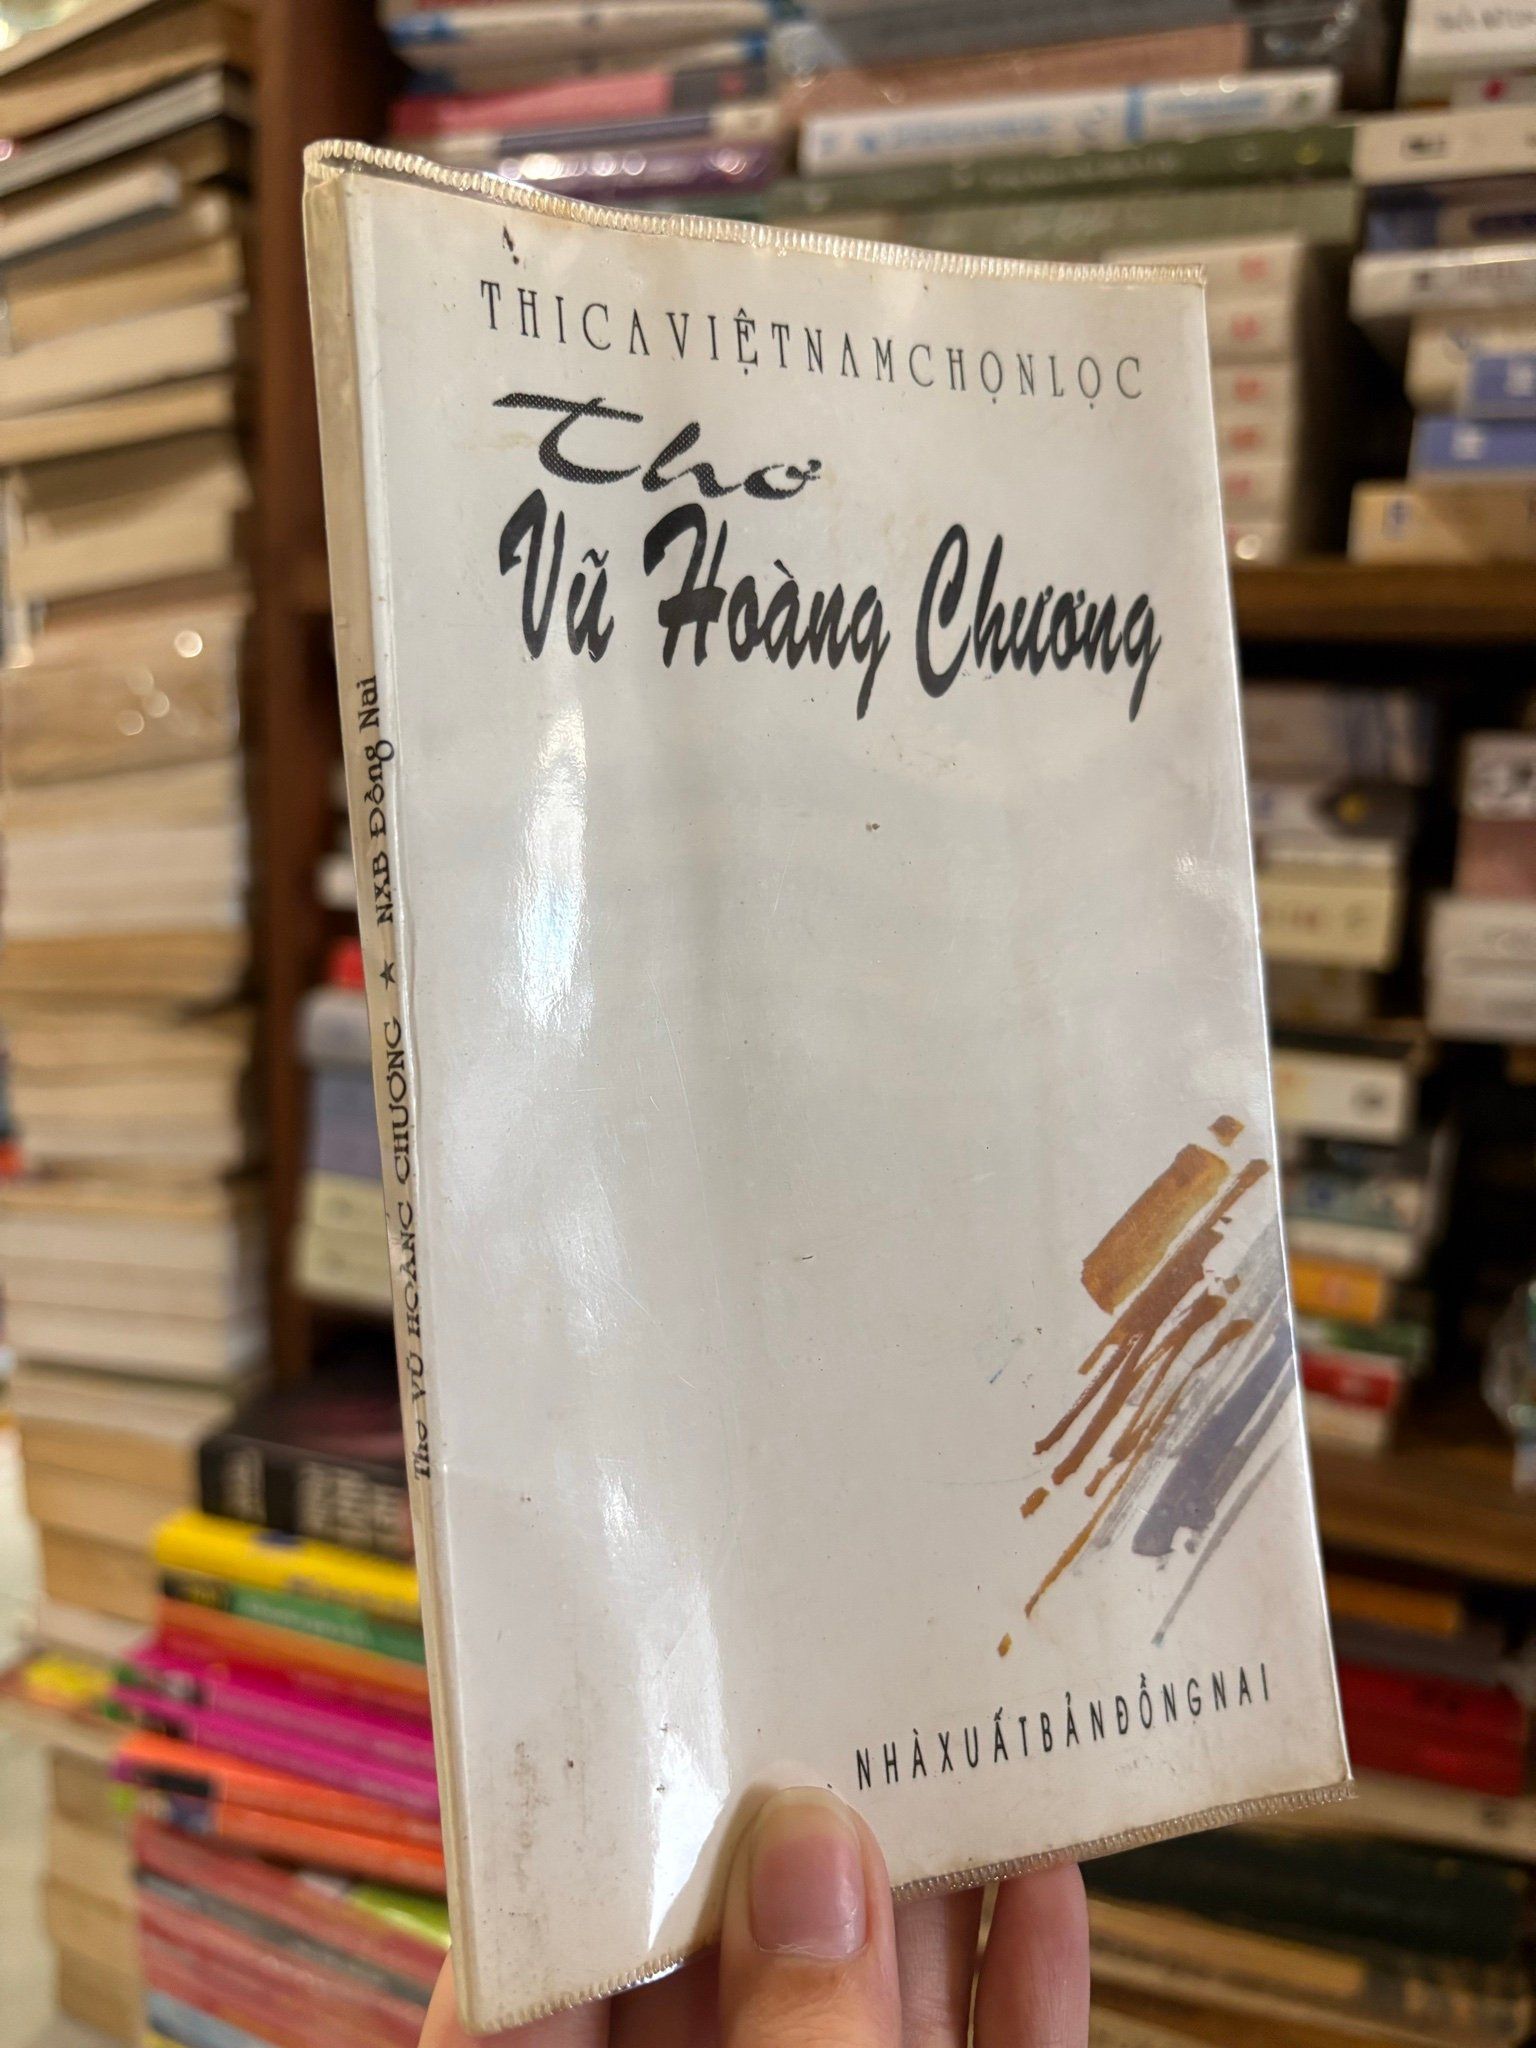 THI CA VIỆT NAM CHỌN LỌC
Thơ
Vũ Hoàng Chương
NHÀ XUẤT BẢN ĐỒNG NAI
Thơ VŨ HOÀNG CHƯƠNG ★ NXB Đồng Nai